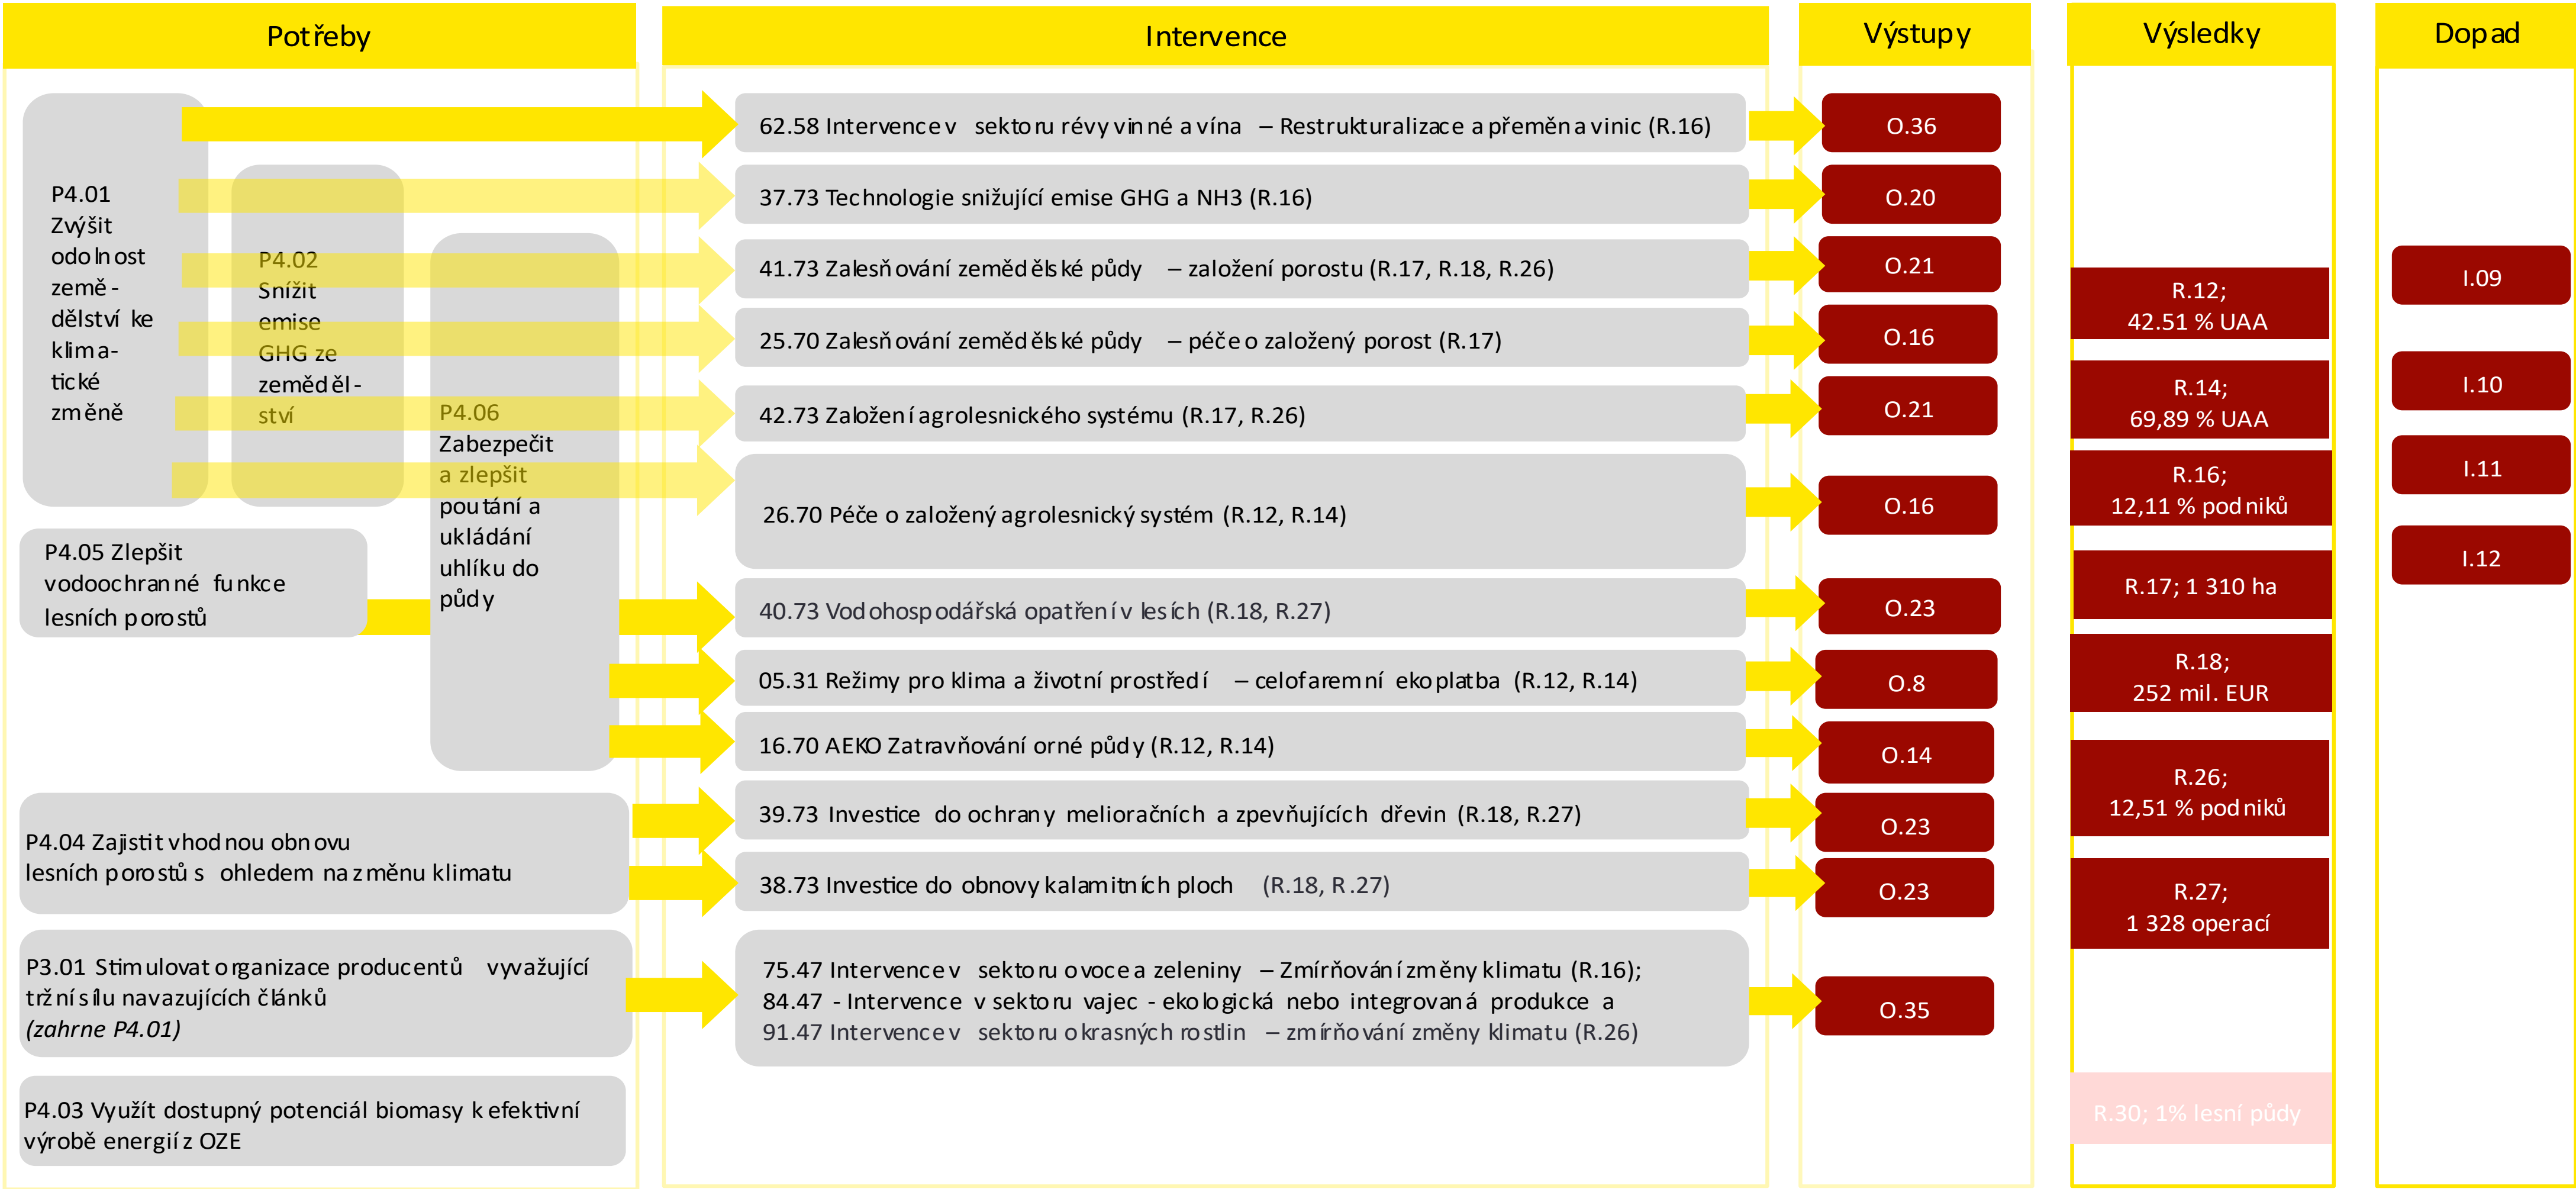 Potřeby
Intervence
Výstupy
Výsledky
Dopad
P4.01
Zvýšit
odolnost
země-
dělství ke
klima-
tické
změně
P4.02
Snížit
emise
GHG ze
zeměděl-
ství
P4.06
Zabezpečit
a zlepšit
poutání a
ukládání
uhlíku do
půdy
P4.05 Zlepšit
vodoochranné funkce
lesních porostů
P4.04 Zajistit vhodnou obnovu
lesních porostů s ohledem na změnu klimatu
P3.01 Stimulovat organizace producentů vyvažující
tržní sílu navazujících článků
(zahrne P4.01)
P4.03 Využít dostupný potenciál biomasy k efektivní
výrobě energií z OZE
62.58 Intervence v sektoru révy vinné a vína – Restrukturalizace a přeměna vinic (R.16)
37.73 Technologie snižující emise GHG a NH3 (R.16)
41.73 Zalesňování zemědělské půdy – založení porostu (R.17, R.18, R.26)
25.70 Zalesňování zemědělské půdy – péče o založený porost (R.17)
42.73 Založení agrolesnického systému (R.17, R.26)
26.70 Péče o založený agrolesnický systém (R.12, R.14)
40.73 Vodohospodářská opatření v lesích (R.18, R.27)
05.31 Režimy pro klima a životní prostředí – celofaremní ekoplatba (R.12, R.14)
16.70 AEKO Zatravňování orné půdy (R.12, R.14)
39.73 Investice do ochrany melioračních a zpevňujících dřevin (R.18, R.27)
38.73 Investice do obnovy kalamitních ploch (R.18, R.27)
75.47 Intervence v sektoru ovoce a zeleniny – Zmírňování změny klimatu (R.16);
84.47 - Intervence v sektoru vajec - ekologická nebo integrovaná produkce a
91.47 Intervence v sektoru okrasných rostlin – zmírňování změny klimatu (R.26)
O.36
O.20
O.21
O.16
O.21
O.16
O.23
O.8
O.14
O.23
O.23
O.35
R.12;
42.51 % UAA
R.14;
69,89 % UAA
R.16;
12,11 % podniků
R.17; 1 310 ha
R.18;
252 mil. EUR
R.26;
12,51 % podniků
R.27;
1 328 operací
R.30; 1% lesní půdy
I.09
I.10
I.11
I.12